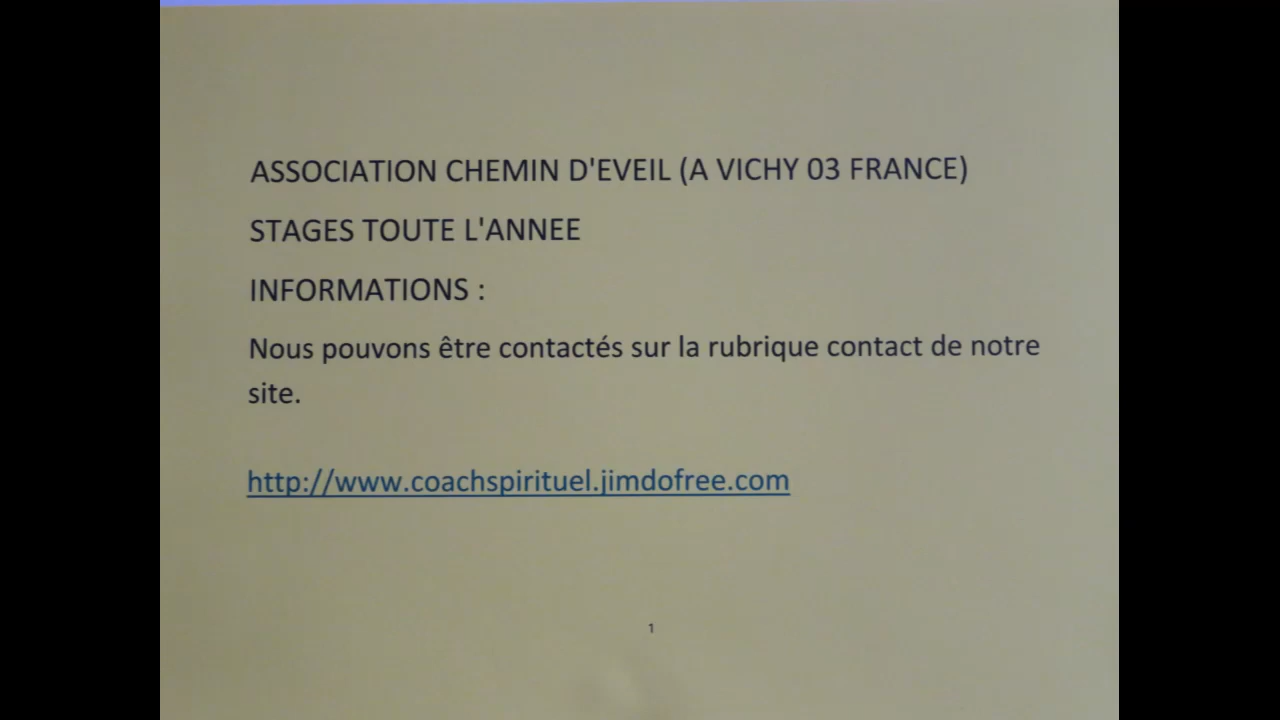 ASSOCIATION CHEMIN D'EVEIL (A VICHY 03 FRANCE)
STAGES TOUTE L'ANNEE
INFORMATIONS :
Nous pouvons être contactés sur la rubrique contact de notre
site.
http://www.coachspirituel.jimdofree.com
1